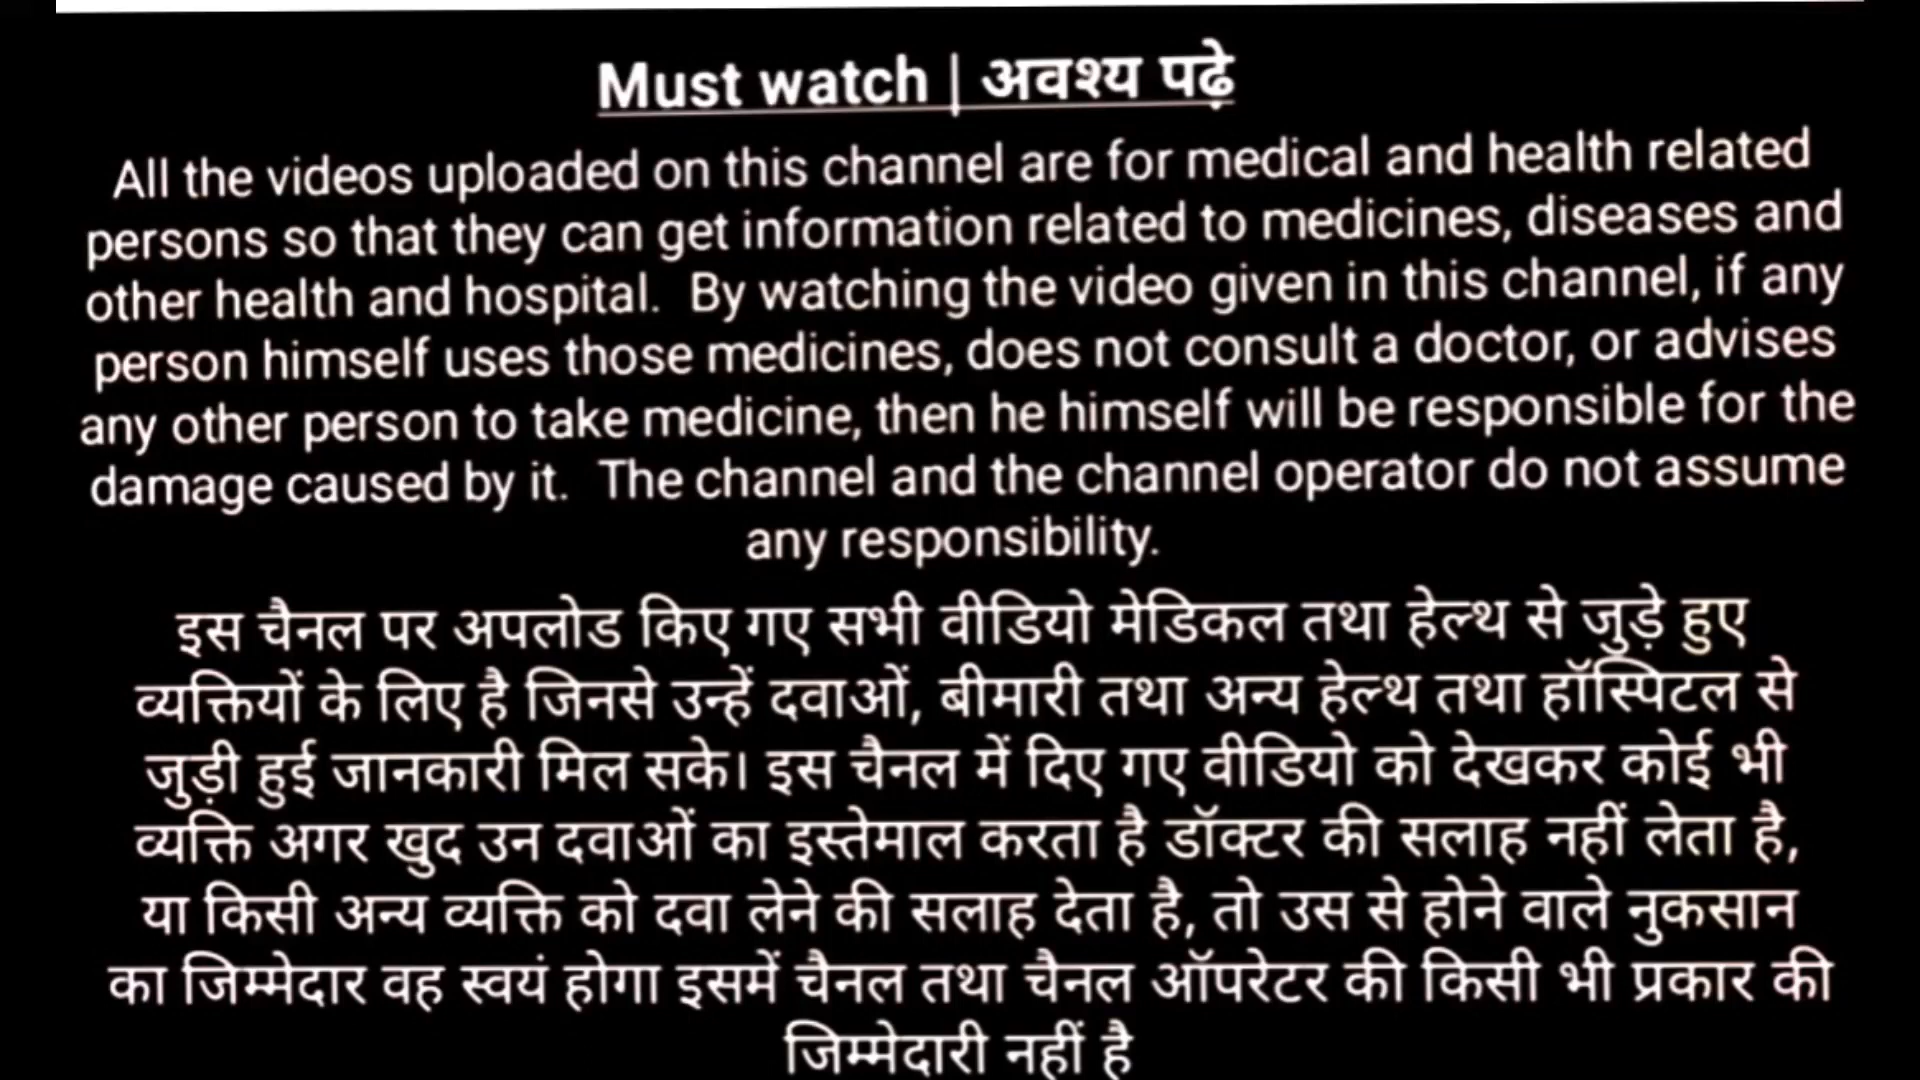 Must watch | अवश्य पढ़े
All the videos uploaded on this channel are for medical and health related
persons so that they can get information related to medicines, diseases and
other health and hospital. By watching the video given in this channel, if any
person himself uses those medicines, does not consult a doctor, or advises
any other person to take medicine, then he himself will be responsible for the
damage caused by it. The channel and the channel operator do not assume
any responsibility.
इस चैनल पर अपलोड किए गए सभी वीडियो मेडिकल तथा हेल्थ से जुड़े हुए
व्यक्तियों के लिए है जिनसे उन्हें दवाओं, बीमारी तथा अन्य हेल्थ तथा हॉस्पिटल से
जुड़ी हुई जानकारी मिल सके। इस चैनल में दिए गए वीडियो को देखकर कोई भी
व्यक्ति अगर खुद उन दवाओं का इस्तेमाल करता है डॉक्टर की सलाह नहीं लेता है,
या किसी अन्य व्यक्ति को दवा लेने की सलाह देता है, तो उस से होने वाले नुकसान
का जिम्मेदार वह स्वयं होगा इसमें चैनल तथा चैनल ऑपरेटर की किसी भी प्रकार की
जिम्मेदारी नहीं है